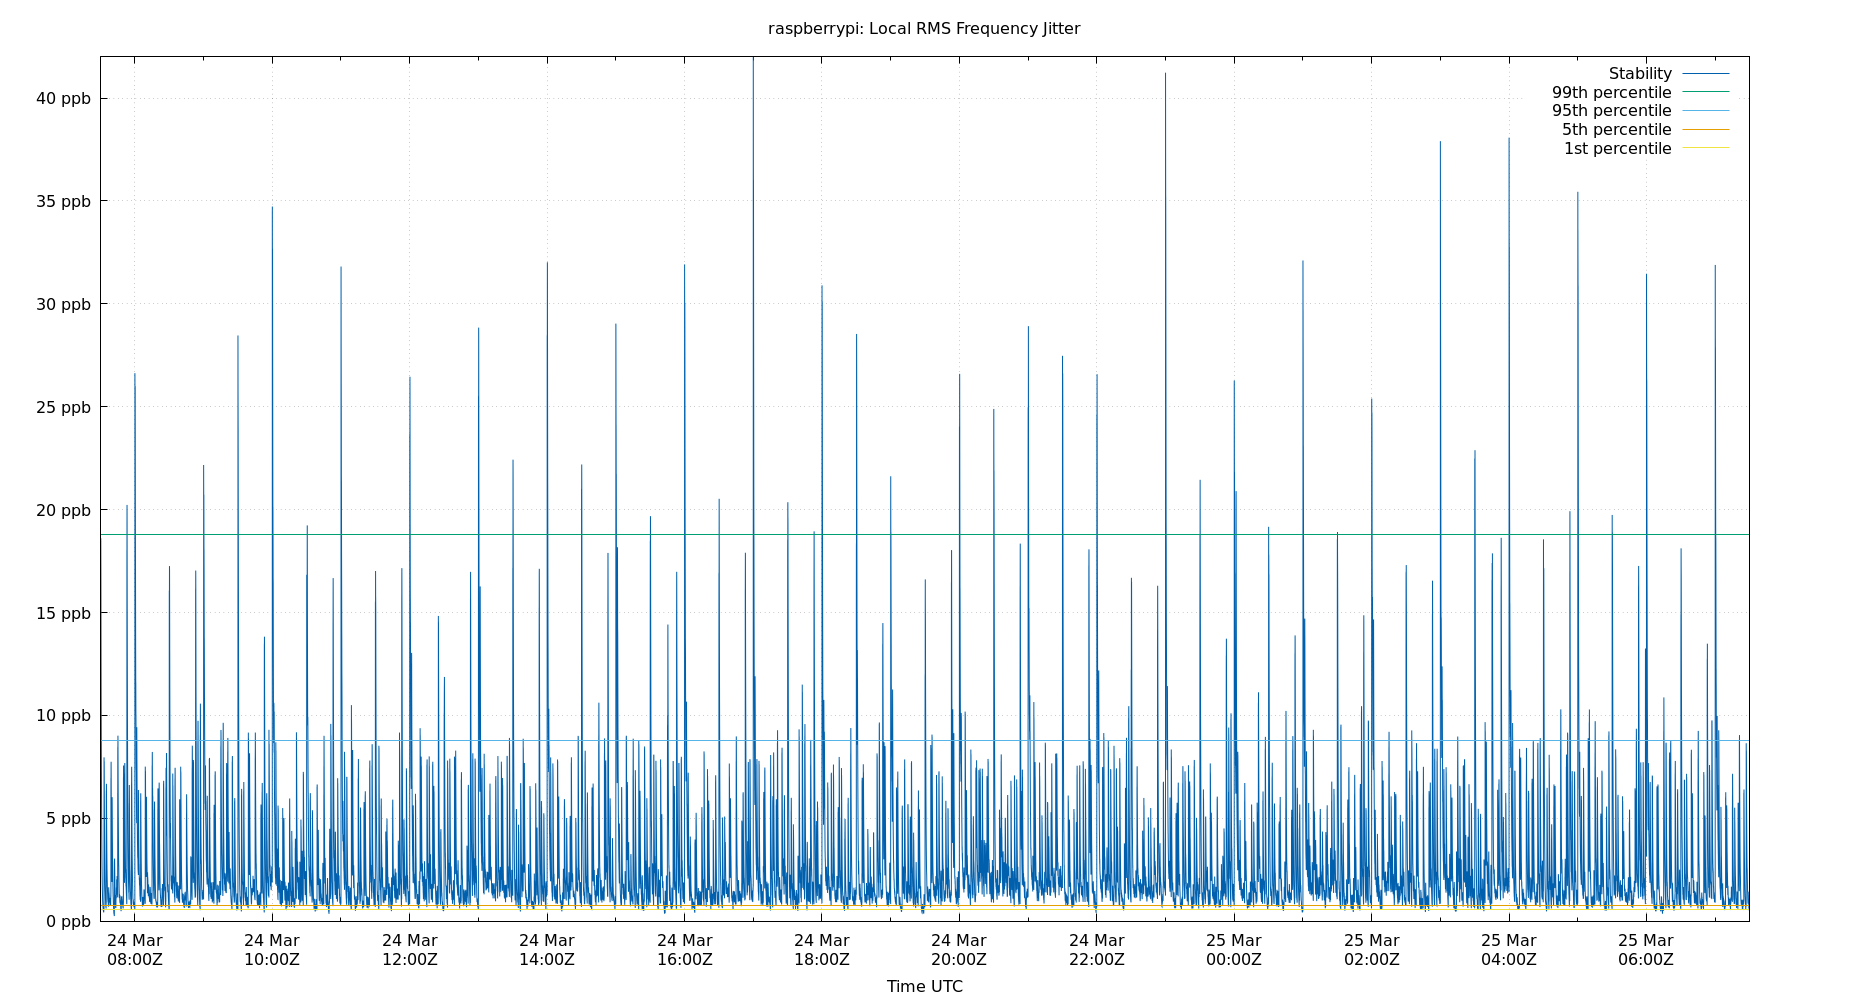 raspberrypi: Local RMS Frequency Jitter
Stability
99th percentile
95th percentile
5th percentile
1st percentile
40 ppb
35 ppb
30 ppb
25 ppb
20 ppb
15 ppb
10 ppb
5 ppb
0 ppb
24 Mar 24 Mar 24 Mar 24 Mar 24 Mar 24 Mar 24 Mar 24 Mar 25 Mar 25 Mar 25 Mar 25 Mar
08:00Z 10:00Z 12:00Z 14:00Z 16:00Z 18:00Z 20:00Z 22:00Z 00:00Z 02:00Z 04:00Z 06:00Z
Time UTC